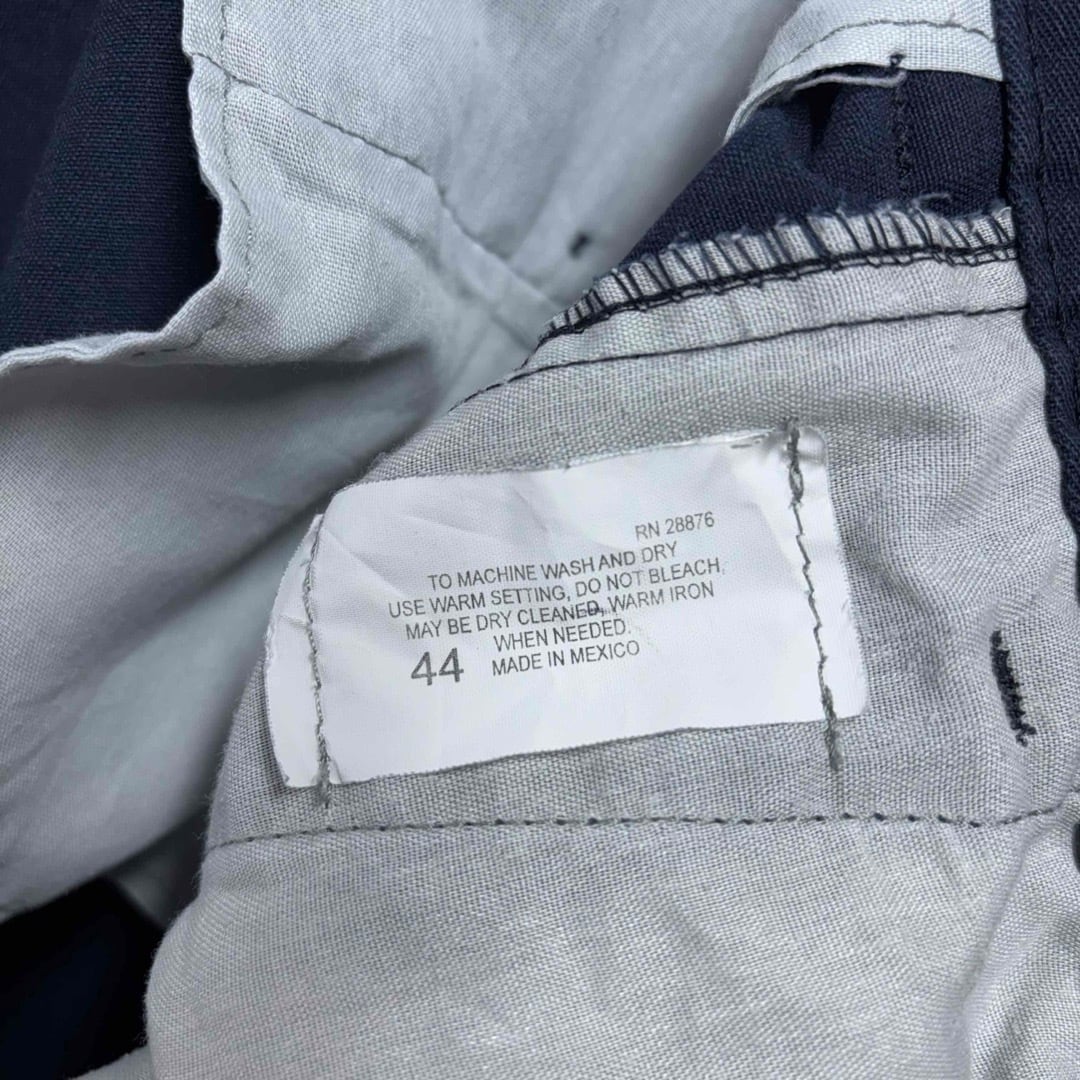 RN 28876
TO MACHINE WASH AND DRY
USE WARM SETTING, DO NOT BLEACH,
MAY BE DRY CLEANED, WARM IRON
WHEN NEEDED.
44 MADE IN MEXICO